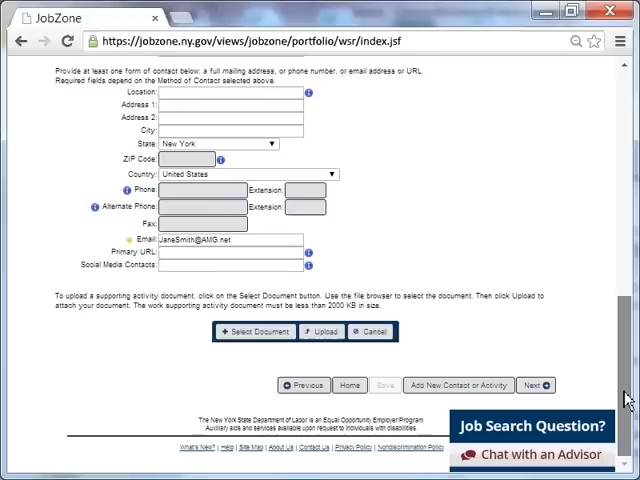 JobZone
https://jobzone.ny.gov/views/jobzone/portfolio/wsr/index.jsf
Provide at least one form of contact below: a full mailing address, or phone number, or email address or URL.
Required fields depend on the Method of Contact selected above.
Location:
Address 1:
Address 2:
City:
State: New York
ZIP Code:
Country: United States
Phone: Extension:
Alternate Phone: Extension:
Fax:
Email: JaneSmith@AMG.net
Primary URL:
Social Media Contacts:
To upload a supporting activity document, click on the Select Document button. Use the file browser to select the document. Then click Upload to
attach your document. The work supporting activity document must be less than 2000 KB in size.
Select Document Upload Cancel
Previous Home Save Add New Contact or Activity Next
The New York State Department of Labor is an Equal Opportunity Employer/Program
Auxiliary aids and services available upon request to individuals with disabilities.
What's New? | Help | Site Map | About Us | Contact Us | Privacy Policy | Nondiscrimination Policy
Job Search Question?
Chat with an Advisor